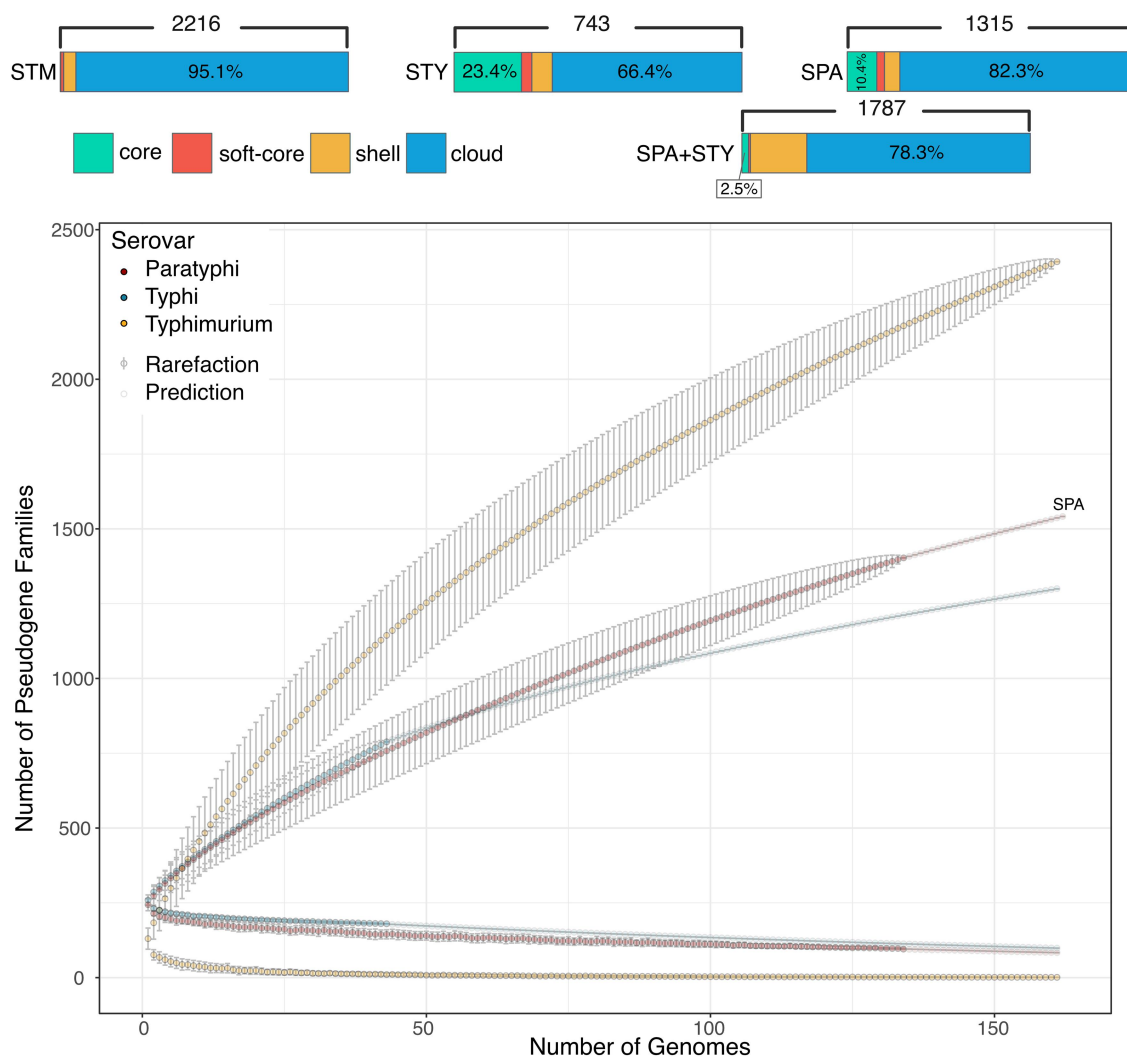 2216 743 1315
STM 95.1% STY 23.4% 66.4% SPA 10.4% 82.3%
1787
core soft-core shell cloud SPA+STY 78.3%
2.5%
2500
Serovar
Paratyphi
Typhi
Typhimurium
Rarefaction
Prediction
2000
SPA
1500
1000
500
0
Number of Pseudogene Families
0 50 100 150
Number of Genomes